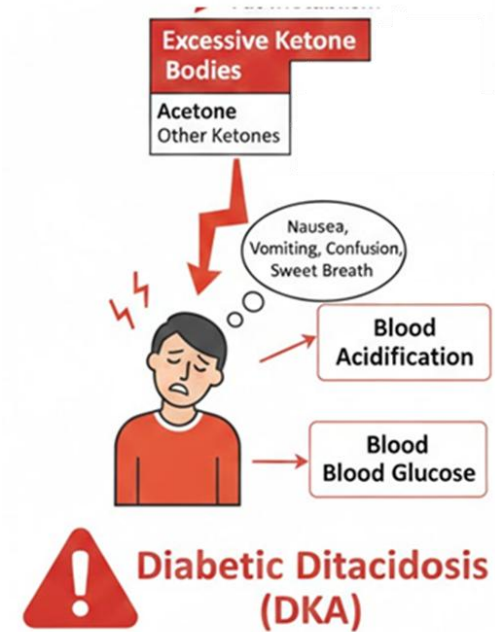 Excessive Ketone
Bodies
Acetone
Other Ketones
Nausea,
Vomiting, Confusion,
Sweet Breath
Blood
Acidification
Blood
Blood Glucose
Diabetic Ditacidosis
(DKA)